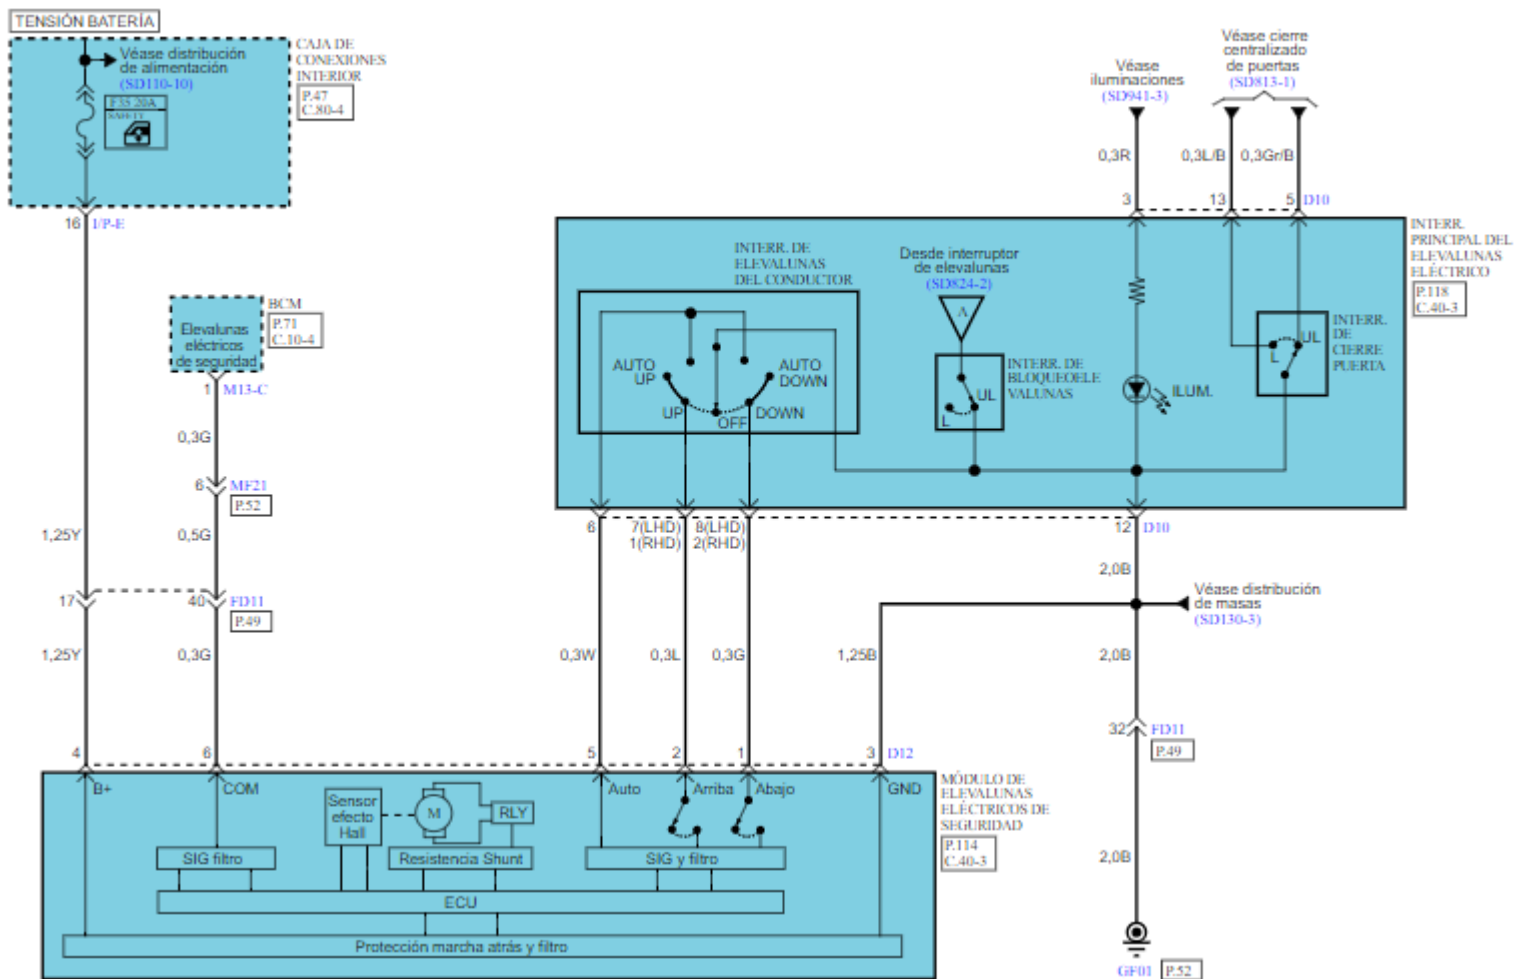 TENSIÓN BATERÍA
Véase distribución
de alimentación
(SD110-10)
F35 20A
SAFETY
CAJA DE
CONEXIONES
INTERIOR
P.47
C.80-4
16
I/P-E
BCM
P.71
C.10-4
Elevalunas
eléctricos
de seguridad
1
M13-C
0,3G
6
MF21
P.52
1,25Y
0,5G
17
40
FD11
P.49
1,25Y
0,3G
Véase
iluminaciones
(SD941-3)
Véase cierre
centralizado
de puertas
(SD813-1)
0,3R
0,3L/B
0,3Gr/B
3
13
5
D10
INTERR.
PRINCIPAL DEL
ELEVALUNAS
ELÉCTRICO
P.118
C.40-3
INTERR. DE
ELEVALUNAS
DEL CONDUCTOR
Desde interruptor
de elevalunas
(SD824-2)
A
AUTO
UP
AUTO
DOWN
UP
OFF
DOWN
INTERR. DE
BLOQUEOELE
VALUNAS
UL
L
ILUM.
UL
L
INTERR.
DE
CIERRE
PUERTA
6
7(LHD)
1(RHD)
8(LHD)
2(RHD)
12
D10
2,0B
Véase distribución
de masas
(SD130-3)
0,3W
0,3L
0,3G
1,25B
2,0B
32
FD11
P.49
2,0B
GF01
P.52
4
6
5
2
1
3
D12
B+
COM
Auto
Arriba
Abajo
GND
MÓDULO DE
ELEVALUNAS
ELÉCTRICOS DE
SEGURIDAD
P.114
C.40-3
Sensor
efecto
Hall
M
RLY
SIG filtro
Resistencia Shunt
SIG y filtro
ECU
Protección marcha atrás y filtro